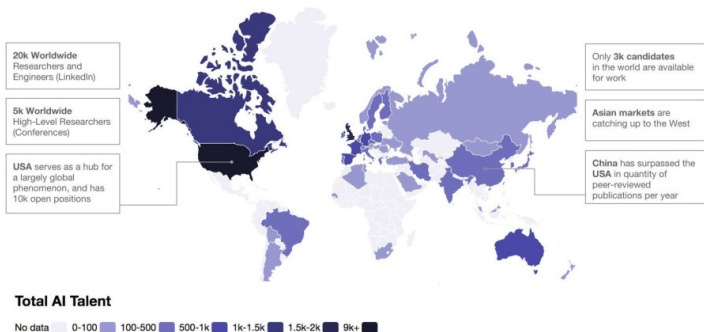 20k Worldwide
Researchers and
Engineers (LinkedIn)
5k Worldwide
High-Level Researchers
(Conferences)
USA serves as a hub for
a largely global
phenomenon, and has
10k open positions
Only 3k candidates
in the world are available
for work
Asian markets are
catching up to the West
China has surpassed the
USA in quantity of
peer-reviewed
publications per year
Total AI Talent
No data 0-100 100-500 500-1k 1k-1.5k 1.5k-2k 9k+